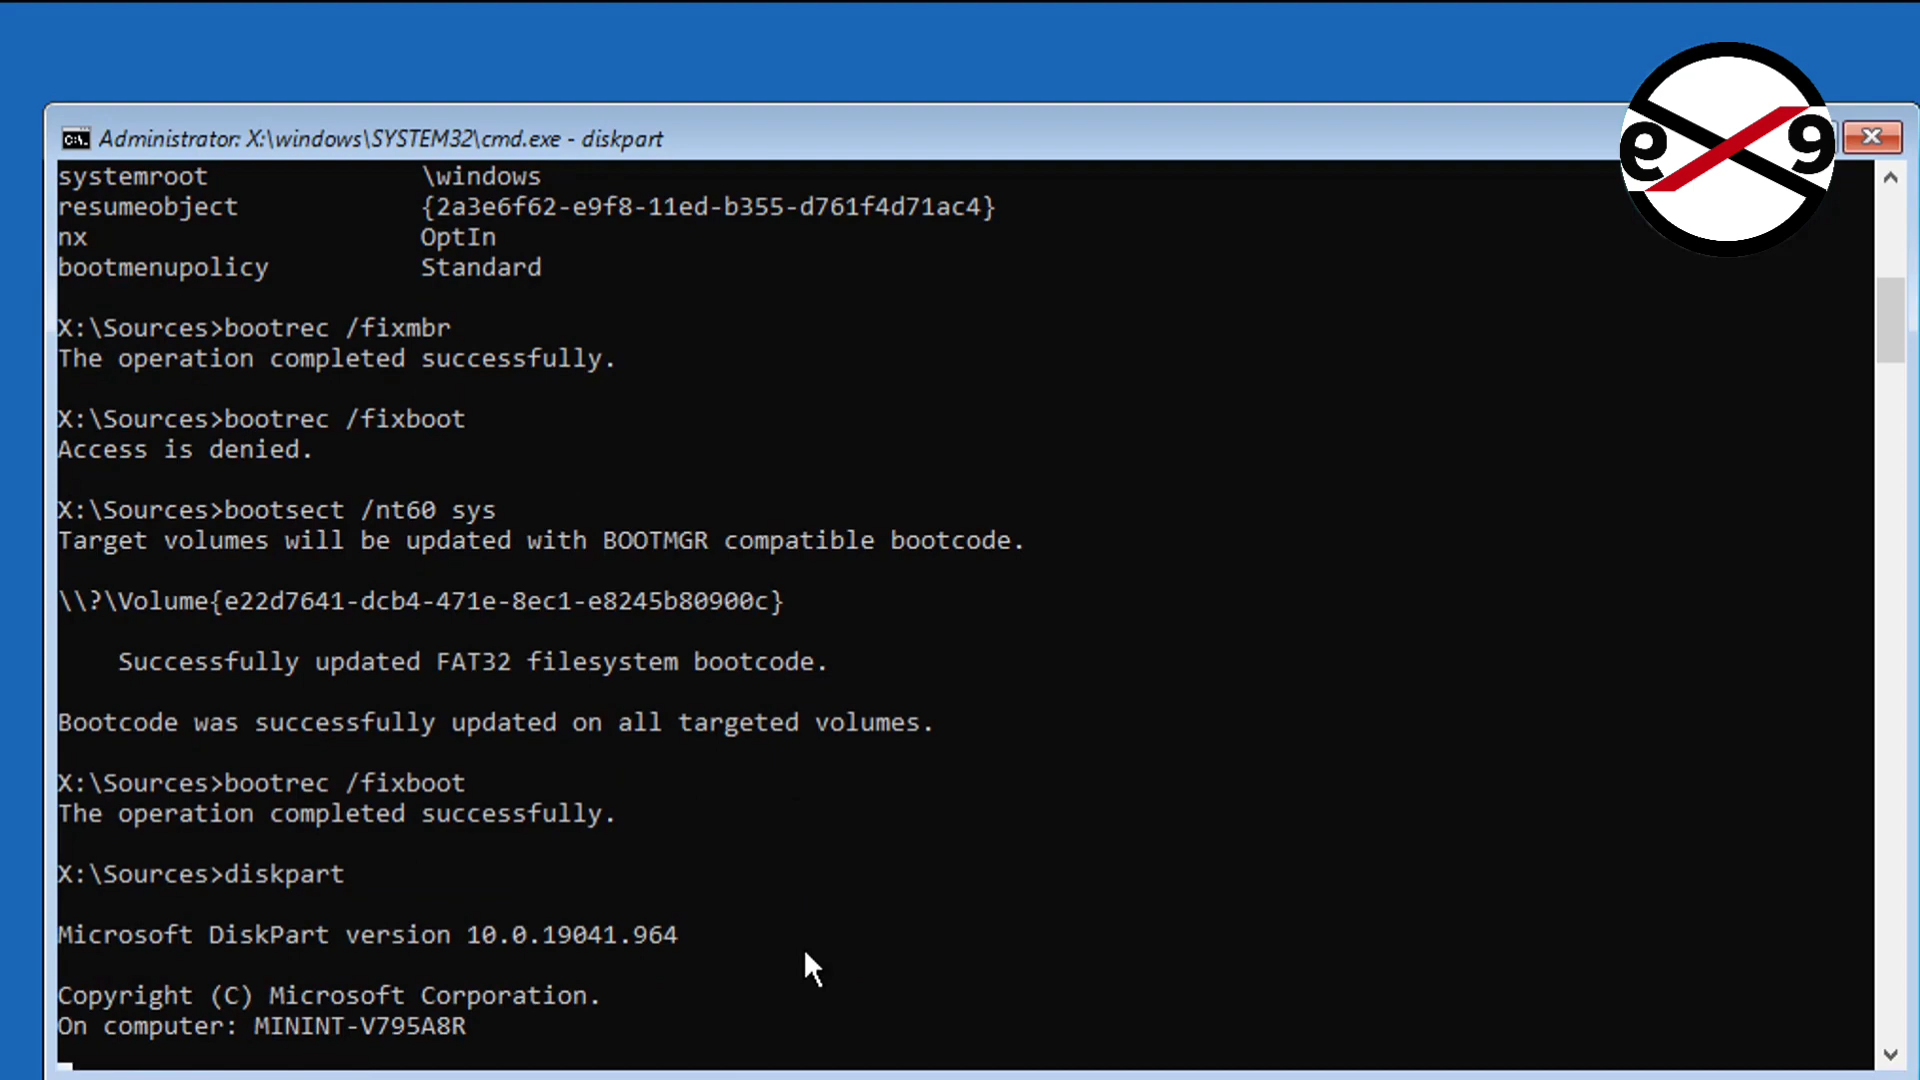 Administrator: X:\windows\SYSTEM32\cmd.exe - diskpart
systemroot \windows
resumeobject {2a3e6f62-e9f8-11ed-b355-d761f4d71ac4}
nx OptIn
bootmenupolicy Standard
X:\Sources>bootrec /fixmbr
The operation completed successfully.
X:\Sources>bootrec /fixboot
Access is denied.
X:\Sources>bootsect /nt60 sys
Target volumes will be updated with BOOTMGR compatible bootcode.
\\?\Volume{e22d7641-dcb4-471e-8ec1-e8245b80900c}
Successfully updated FAT32 filesystem bootcode.
Bootcode was successfully updated on all targeted volumes.
X:\Sources>bootrec /fixboot
The operation completed successfully.
X:\Sources>diskpart
Microsoft DiskPart version 10.0.19041.964
Copyright (C) Microsoft Corporation.
On computer: MININT-V795A8R